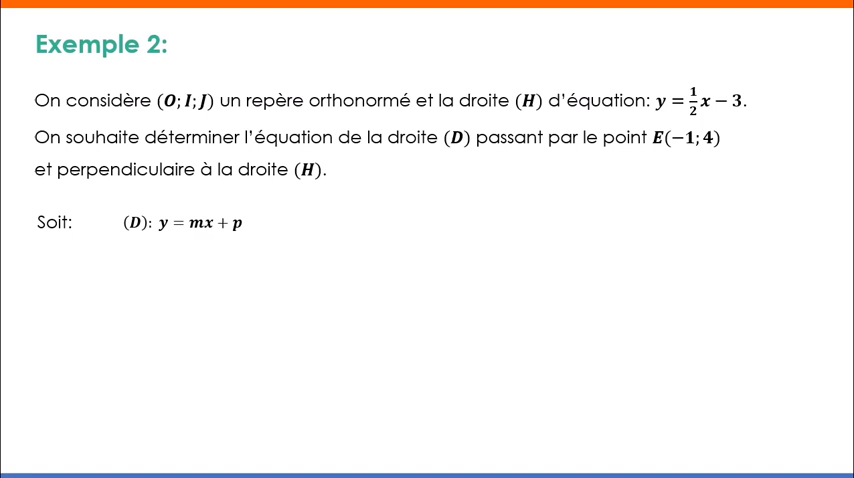 Exemple 2:
On considère (O; I; J) un repère orthonormé et la droite (H) d'équation: y = 1/2 x − 3.
On souhaite déterminer l'équation de la droite (D) passant par le point E(−1; 4)
et perpendiculaire à la droite (H).
Soit: (D): y = mx + p